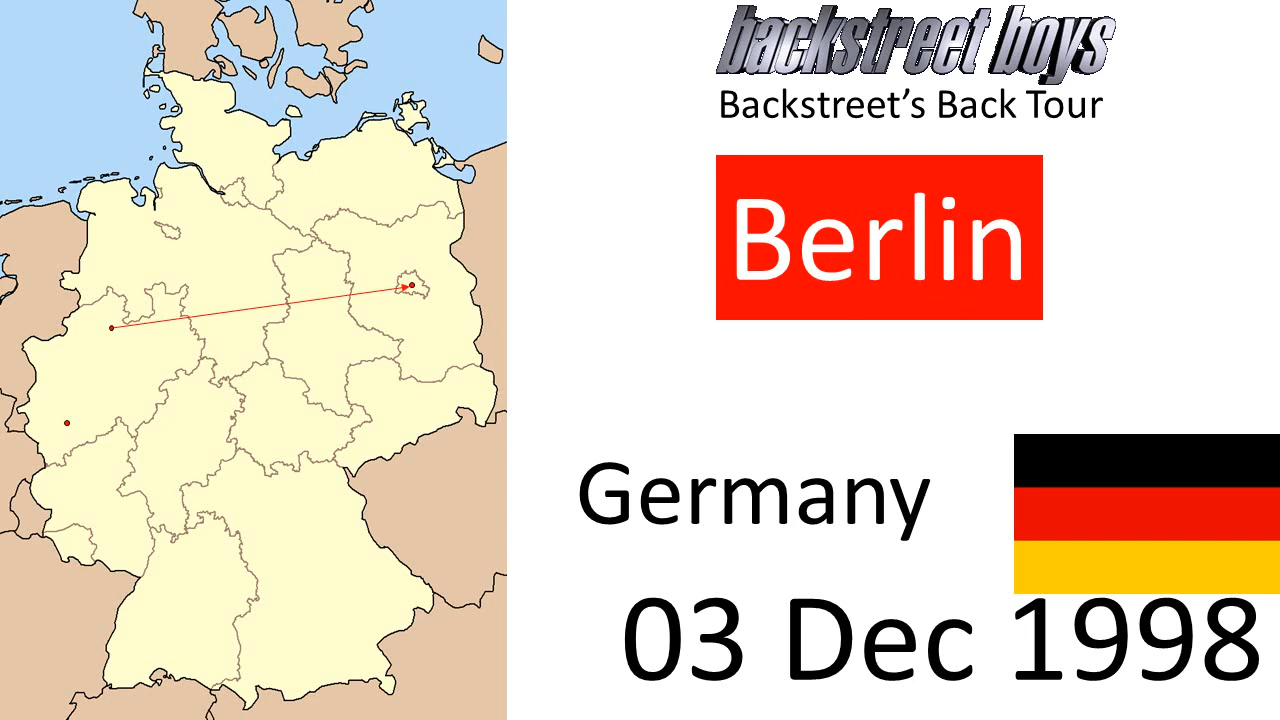 backstreet boys
Backstreet’s Back Tour
Berlin
Germany
03 Dec 1998